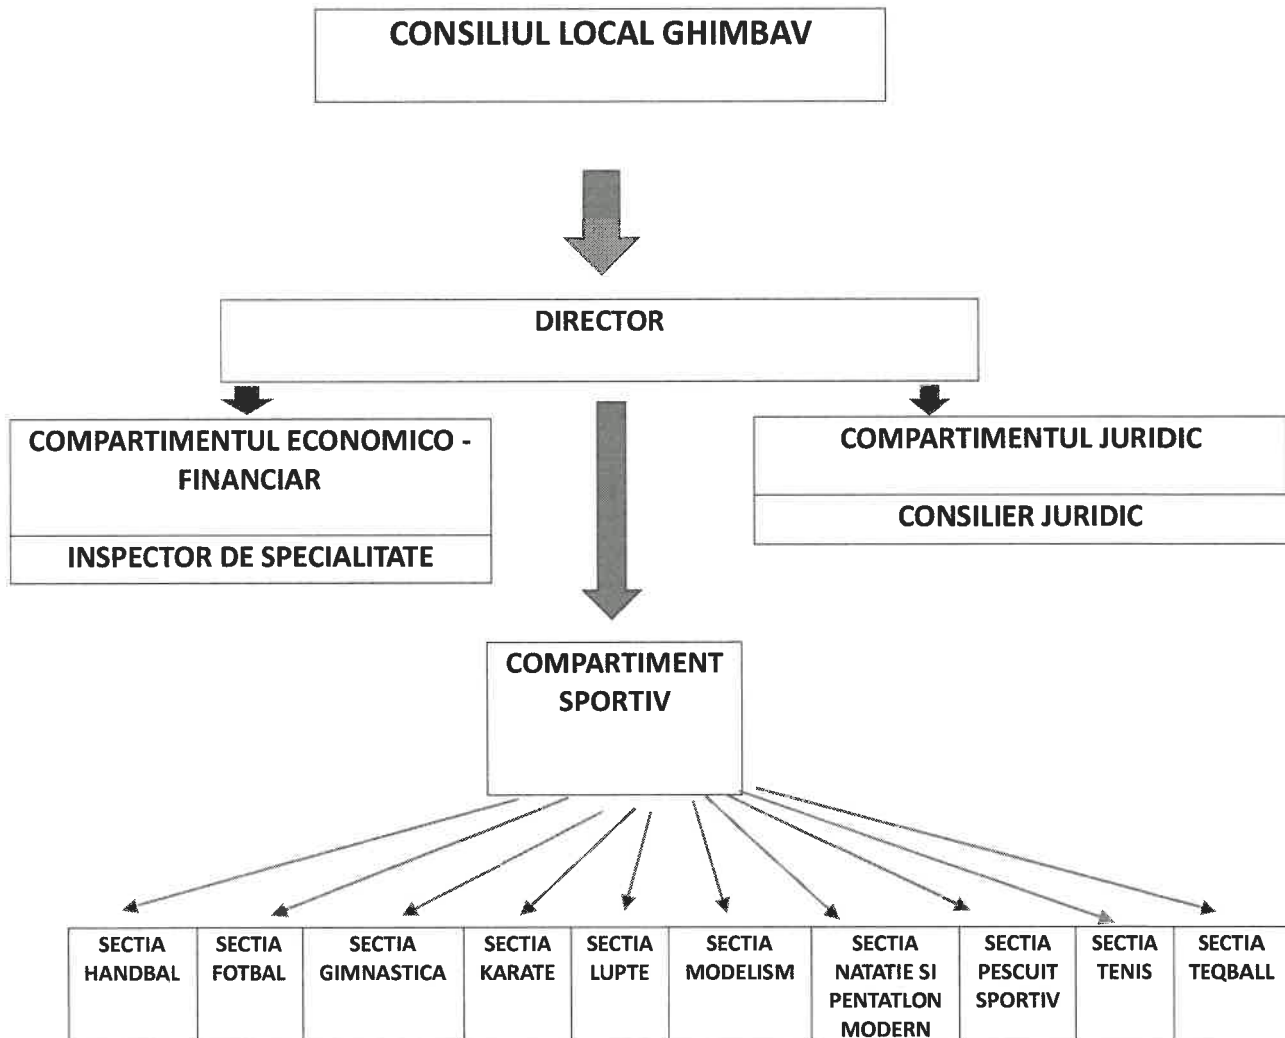 CONSILIUL LOCAL GHIMBAV
DIRECTOR
COMPARTIMENTUL ECONOMICO -
FINANCIAR
INSPECTOR DE SPECIALITATE
COMPARTIMENTUL JURIDIC
CONSILIER JURIDIC
COMPARTIMENT
SPORTIV
SECTIA
HANDBAL
SECTIA
FOTBAL
SECTIA
GIMNASTICA
SECTIA
KARATE
SECTIA
LUPTE
SECTIA
MODELISM
SECTIA
NATATIE SI
PENTATLON
MODERN
SECTIA
PESCUIT
SPORTIV
SECTIA
TENIS
SECTIA
TEQBALL